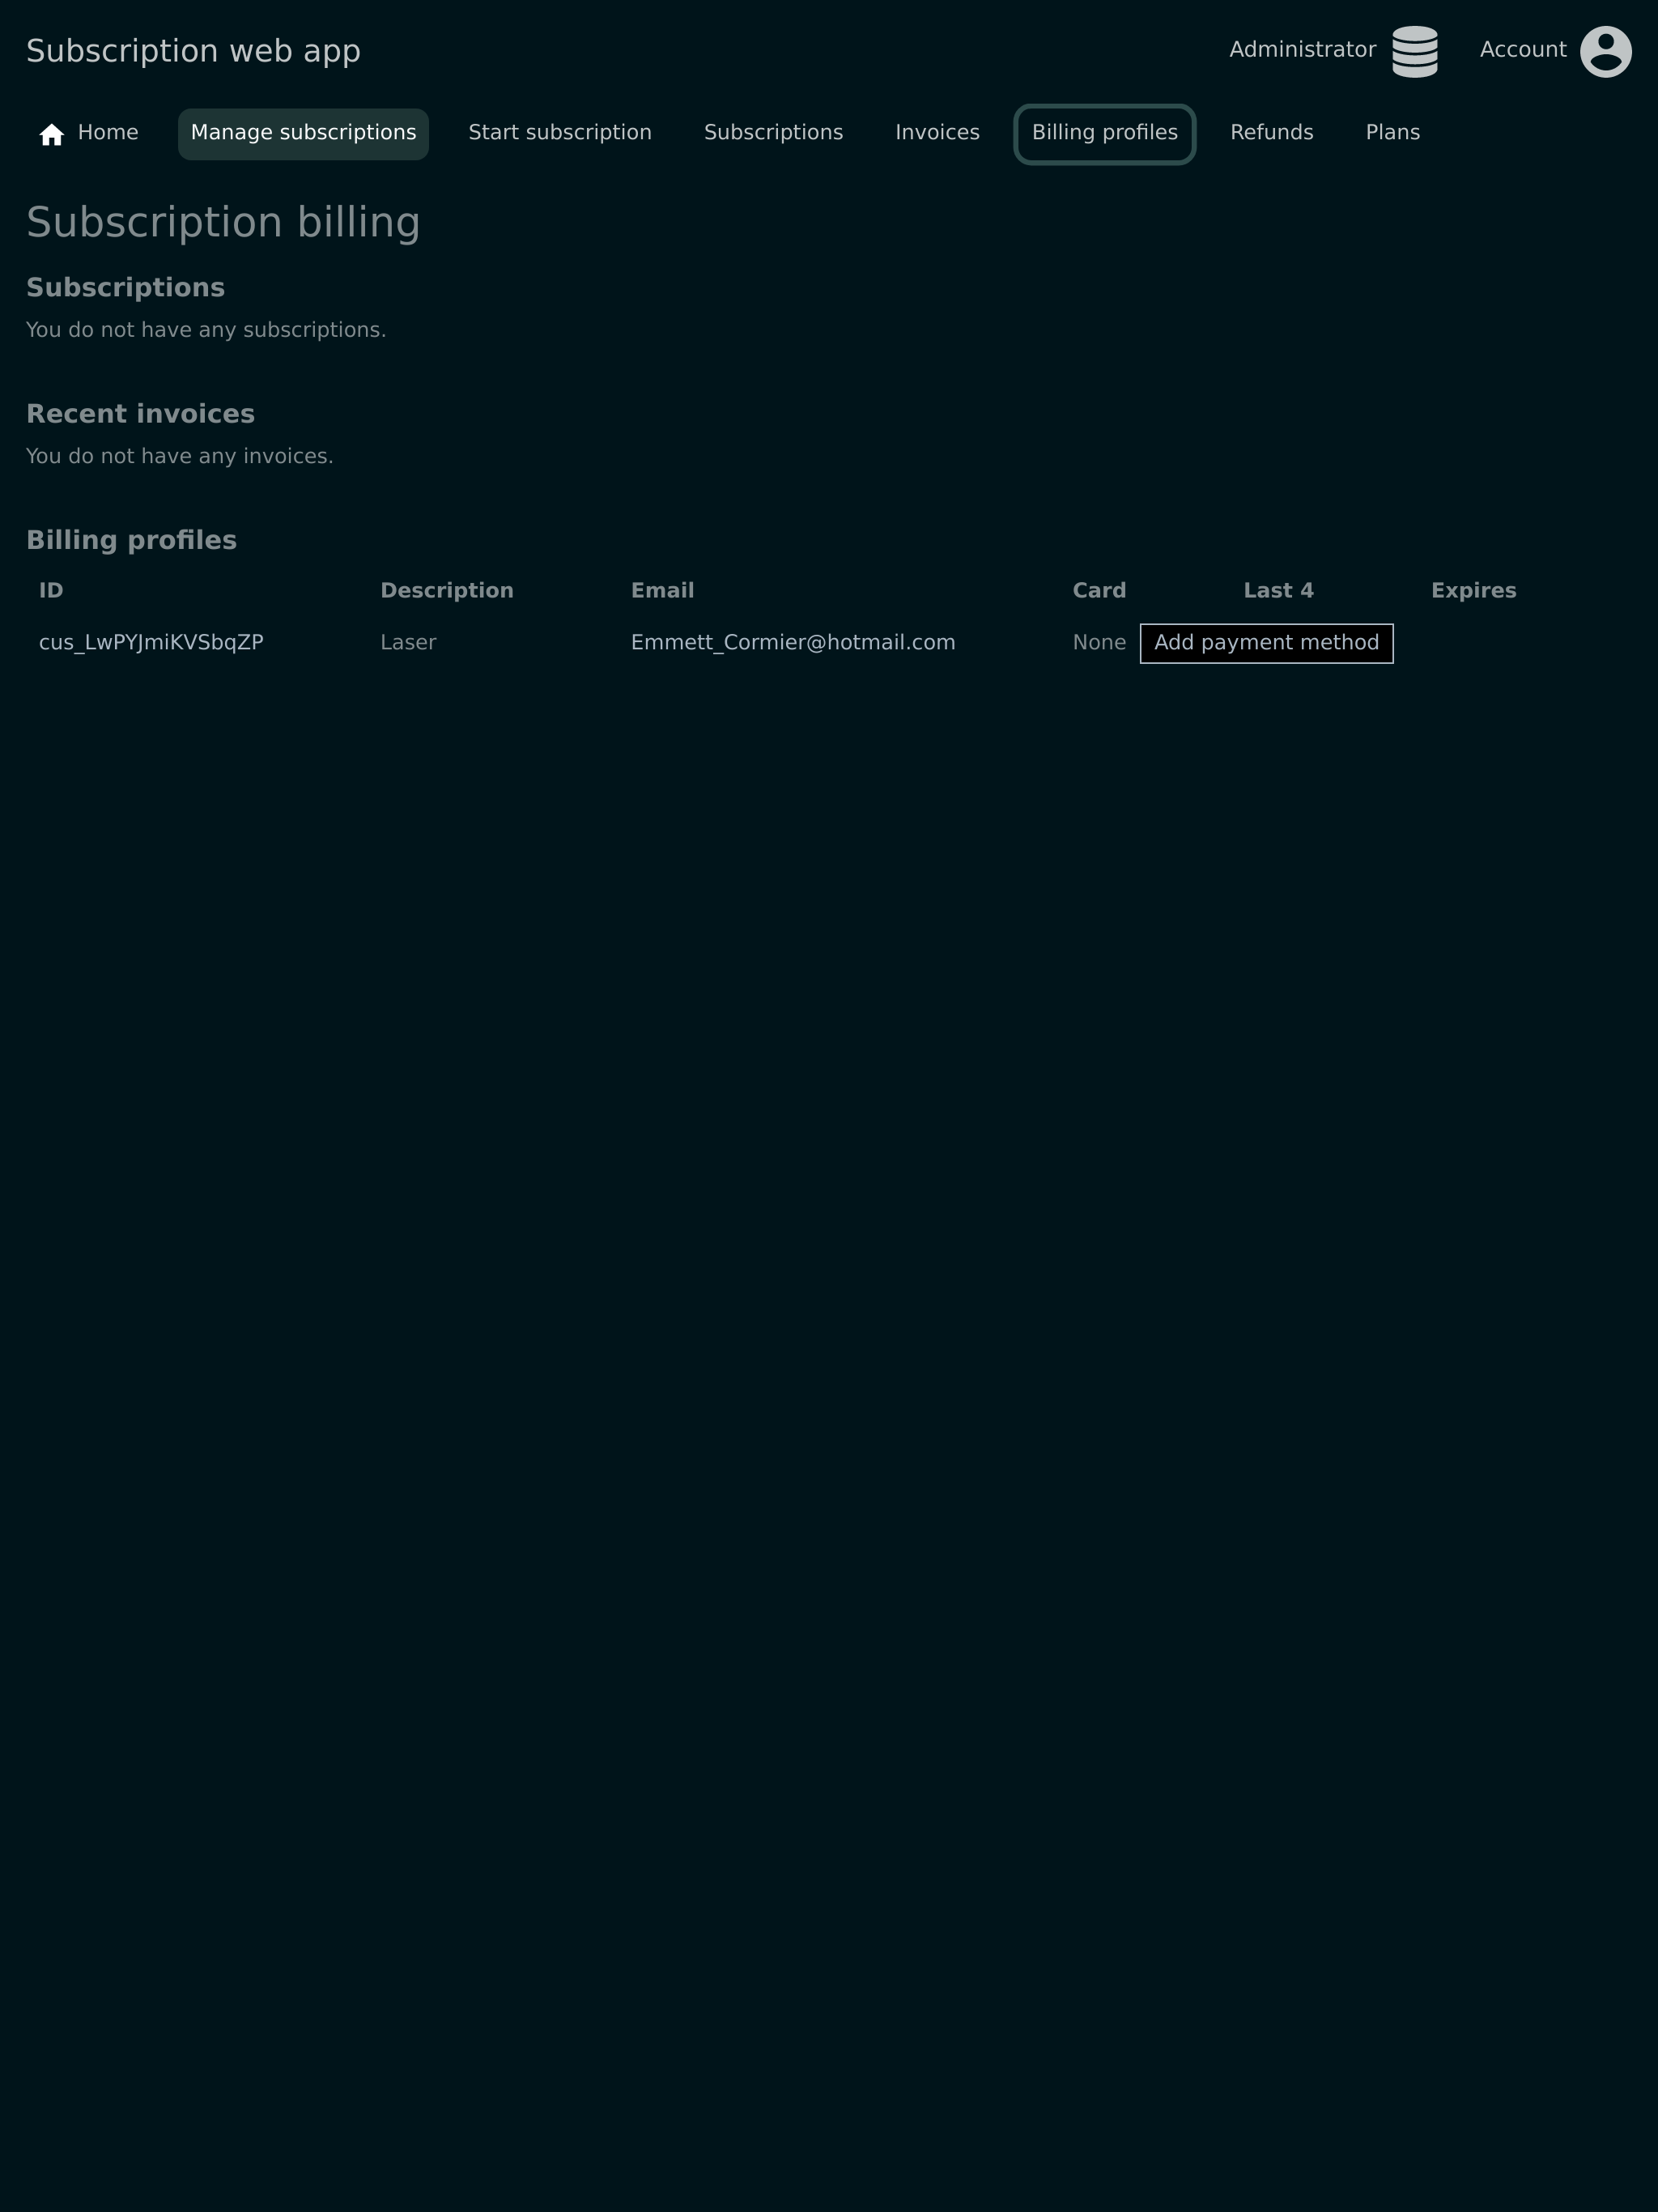 Subscription web app Administrator Account
Home Manage subscriptions Start subscription Subscriptions Invoices Billing profiles Refunds Plans
Subscription billing
Subscriptions
You do not have any subscriptions.
Recent invoices
You do not have any invoices.
Billing profiles
ID Description Email Card Last 4 Expires
cus_LwPYJmiKVSbqZP Laser Emmett_Cormier@hotmail.com None Add payment method